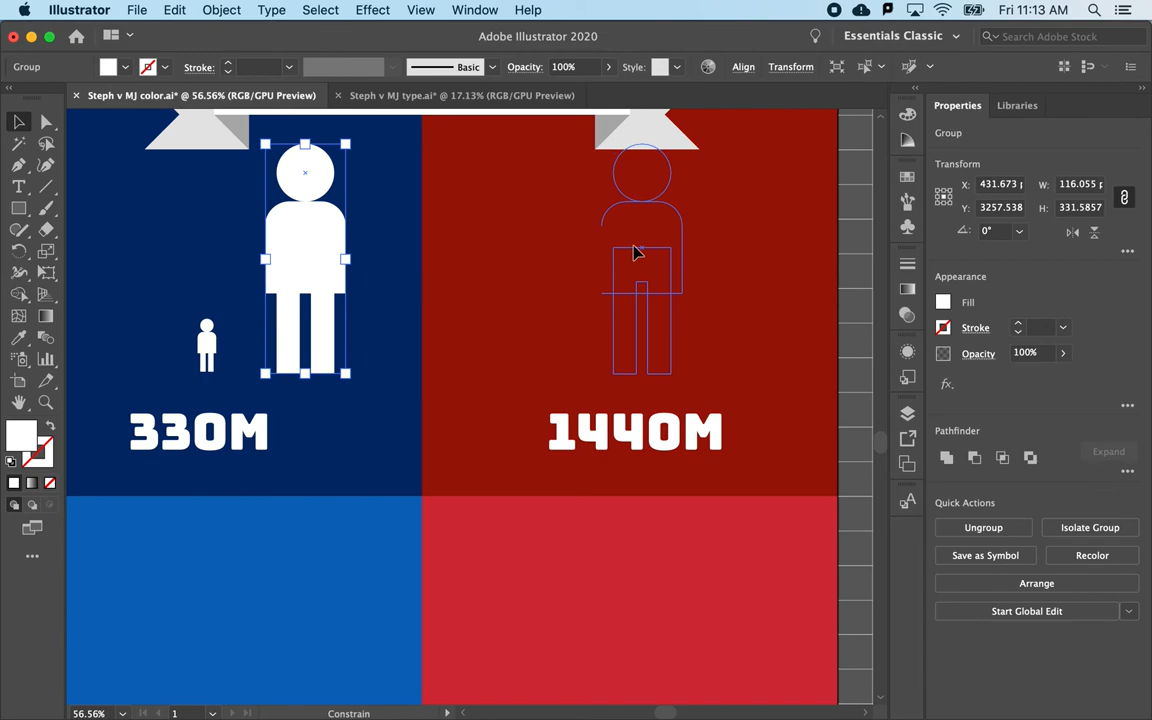 Illustrator File Edit Object Type Select Effect View Window Help Fri 11:13 AM
Adobe Illustrator 2020 Essentials Classic Search Adobe Stock
Group Stroke: Basic Opacity: 100% Style: Align Transform
Steph v MJ color.ai* @ 56.56% (RGB/GPU Preview) Steph v MJ type.ai* @ 17.13% (RGB/GPU Preview)
Properties Libraries
Group
Transform
X: 431.673 p W: 116.055 p
Y: 3257.538 H: 331.5857
0°
Appearance
Fill
Stroke
Opacity 100%
fx.
Pathfinder
Expand
Quick Actions
Ungroup Isolate Group
Save as Symbol Recolor
Arrange
Start Global Edit
330M 1440M
56.56% 1 Constrain